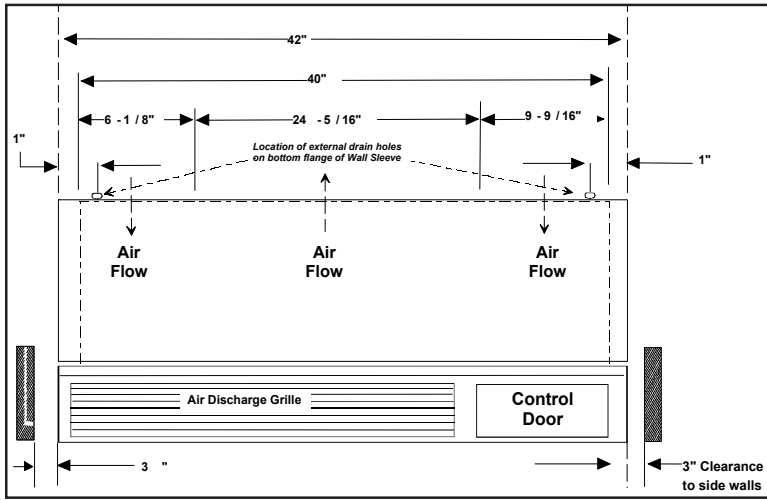 42"
40"
6 - 1 / 8"
24 - 5 / 16"
9 - 9 / 16"
1"
Location of external drain holes
on bottom flange of Wall Sleeve
1"
Air
Flow
Air
Flow
Air
Flow
Air Discharge Grille
Control
Door
3 "
3" Clearance
to side walls